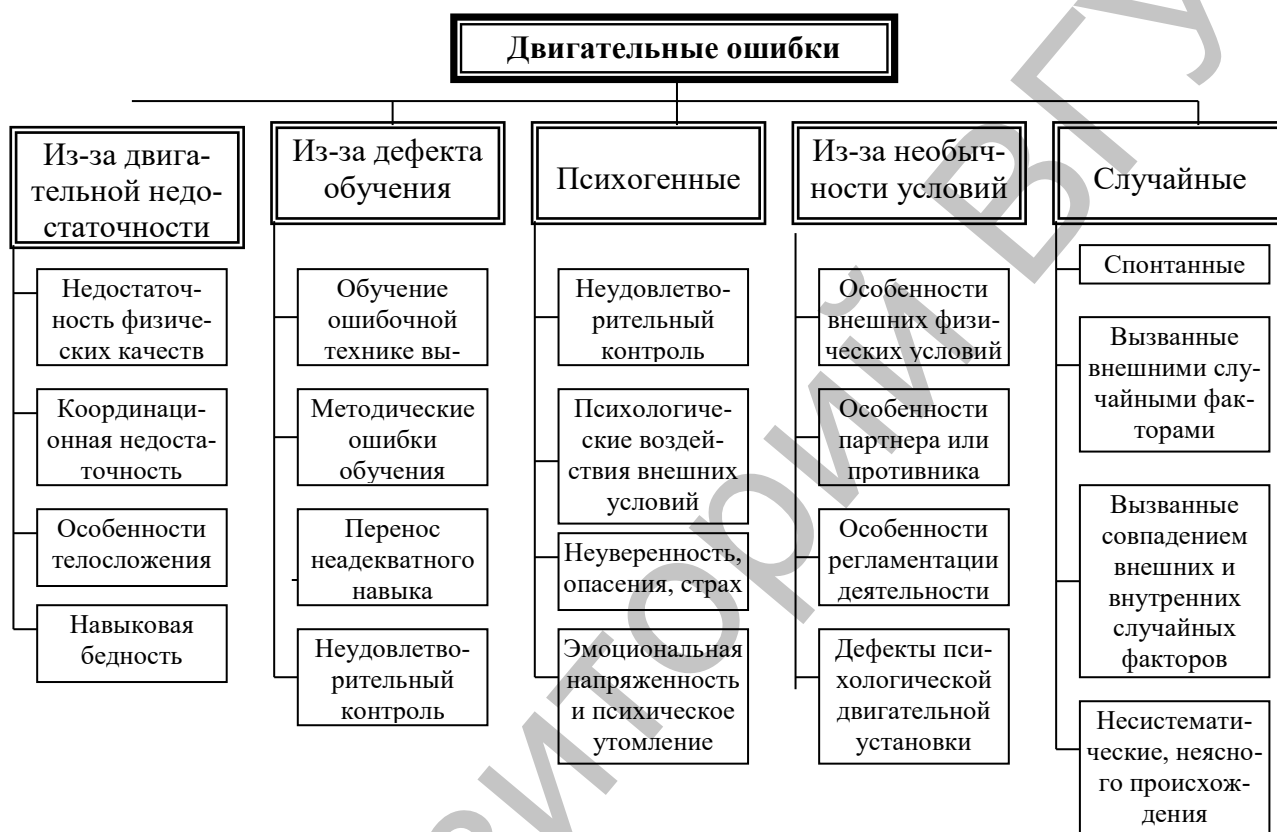 Двигательные ошибки
Из-за двига-
тельной недо-
статочности
Недостаточ-
ность физиче-
ских качеств
Координаци-
онная недоста-
точность
Особенности
телосложения
Навыковая
бедность
Из-за дефекта
обучения
Обучение
ошибочной
технике вы-
Методические
ошибки
обучения
Перенос
неадекватного
навыка
Неудовлетво-
рительный
контроль
Психогенные
Неудовлетво-
рительный
контроль
Психологиче-
ские воздей-
ствия внешних
условий
Неуверенность,
опасения, страх
Эмоциональная
напряженность
и психическое
утомление
Из-за необыч-
ности условий
Особенности
внешних физи-
ческих условий
Особенности
партнера или
противника
Особенности
регламентации
деятельности
Дефекты пси-
хологической
двигательной
установки
Случайные
Спонтанные
Вызванные
внешними слу-
чайными фак-
торами
Вызванные
совпадением
внешних и
внутренних
случайных
факторов
Несистемати-
ческие, неясно-
го происхож-
дения
зиторий ВГУ